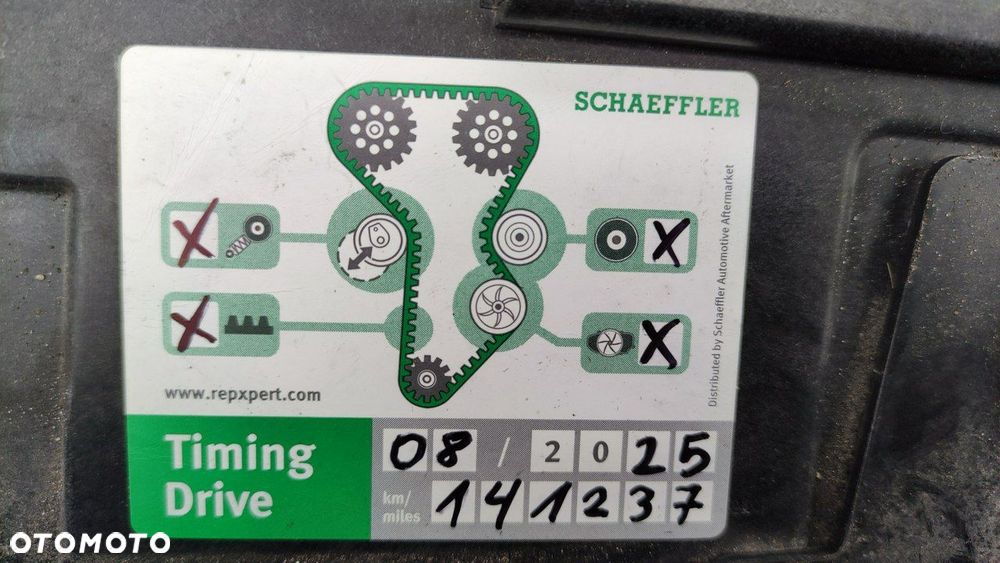 SCHAEFFLER
X
X
X
X
Distributed by Schaeffler Automotive Aftermarket
www.repxpert.com
Timing
Drive
08 / 2025
km/
miles
141237
OTOMOTO